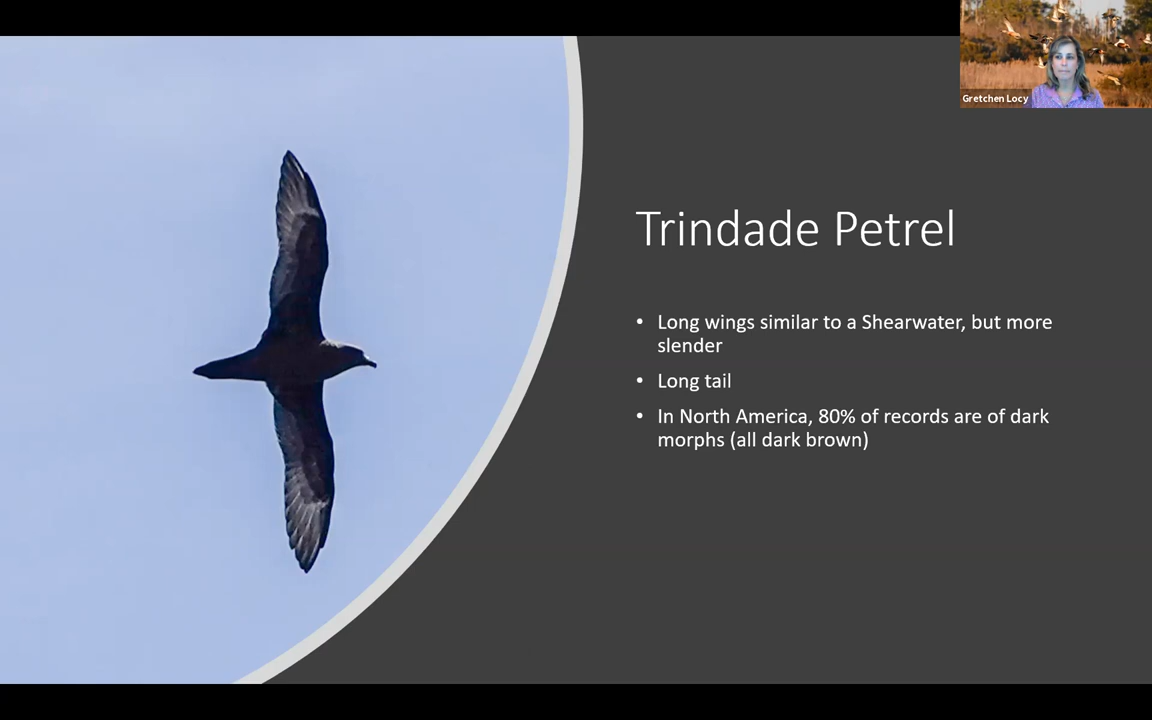 Gretchen Locy
Trindade Petrel
• Long wings similar to a Shearwater, but more
slender
• Long tail
• In North America, 80% of records are of dark
morphs (all dark brown)